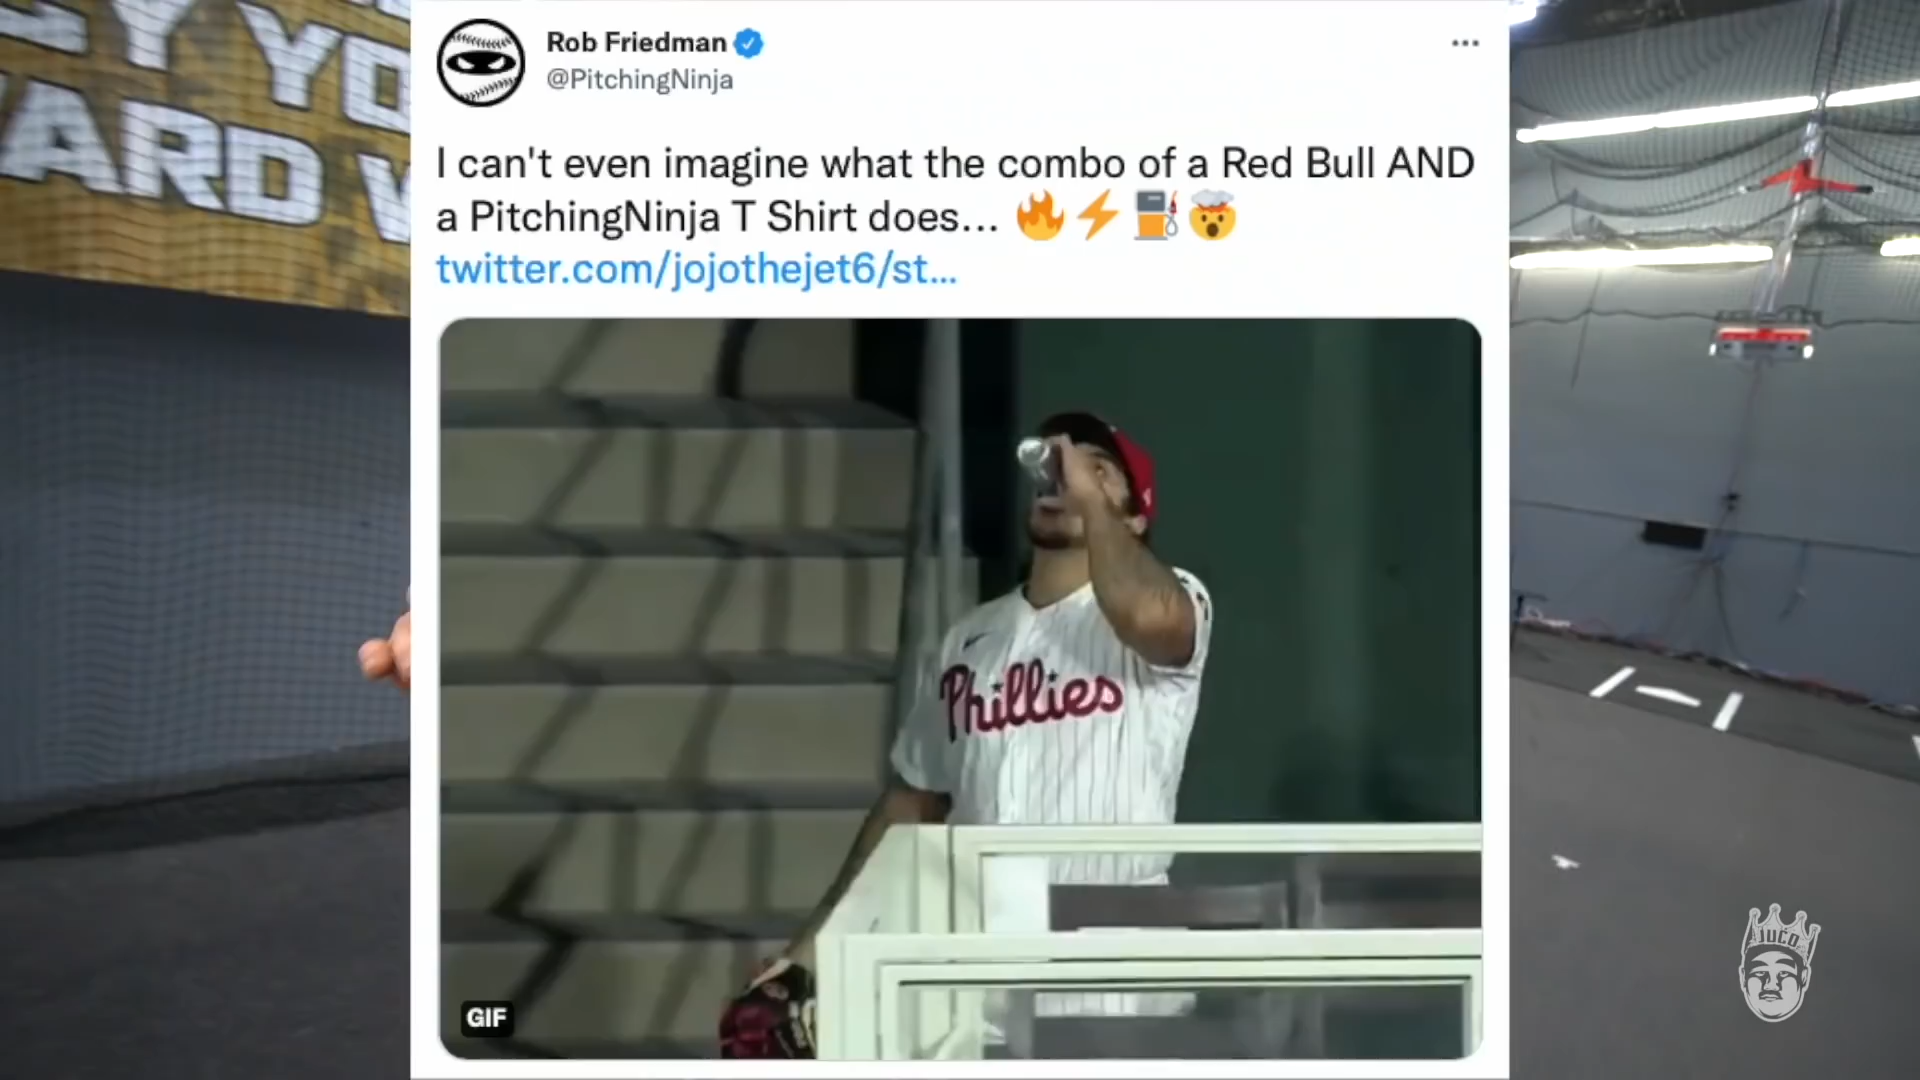 Rob Friedman
@PitchingNinja
I can't even imagine what the combo of a Red Bull AND
a PitchingNinja T Shirt does... 🔥⚡⛽🤯
twitter.com/jojothejet6/st...
Phillies
GIF
JUCO